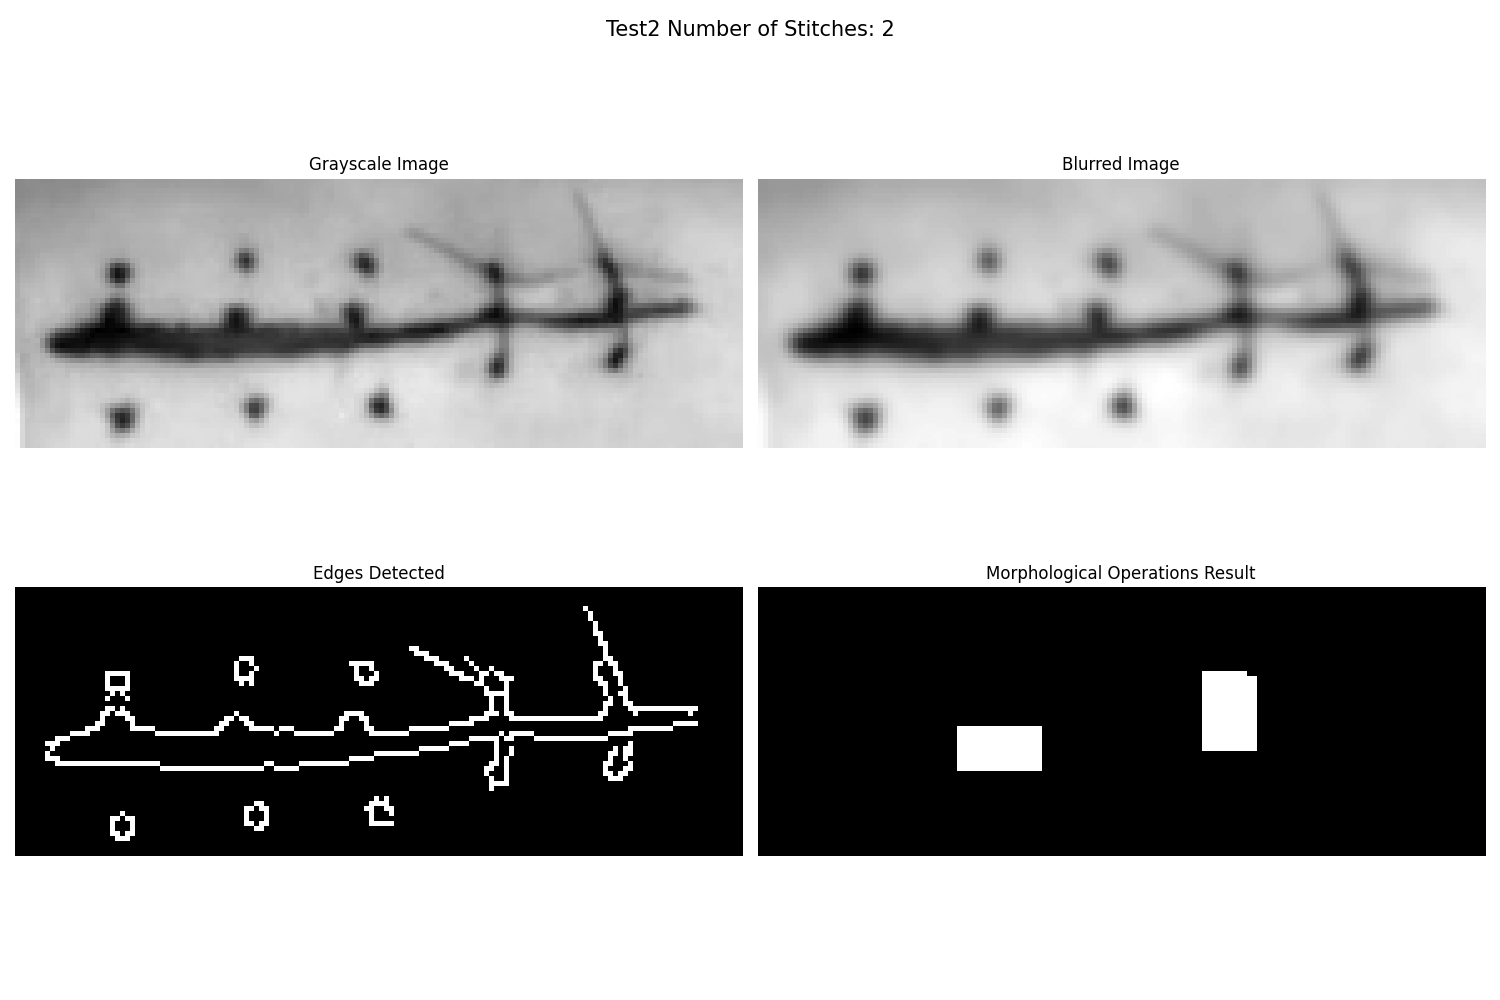 Test2 Number of Stitches: 2
Grayscale Image
Blurred Image
Edges Detected
Morphological Operations Result